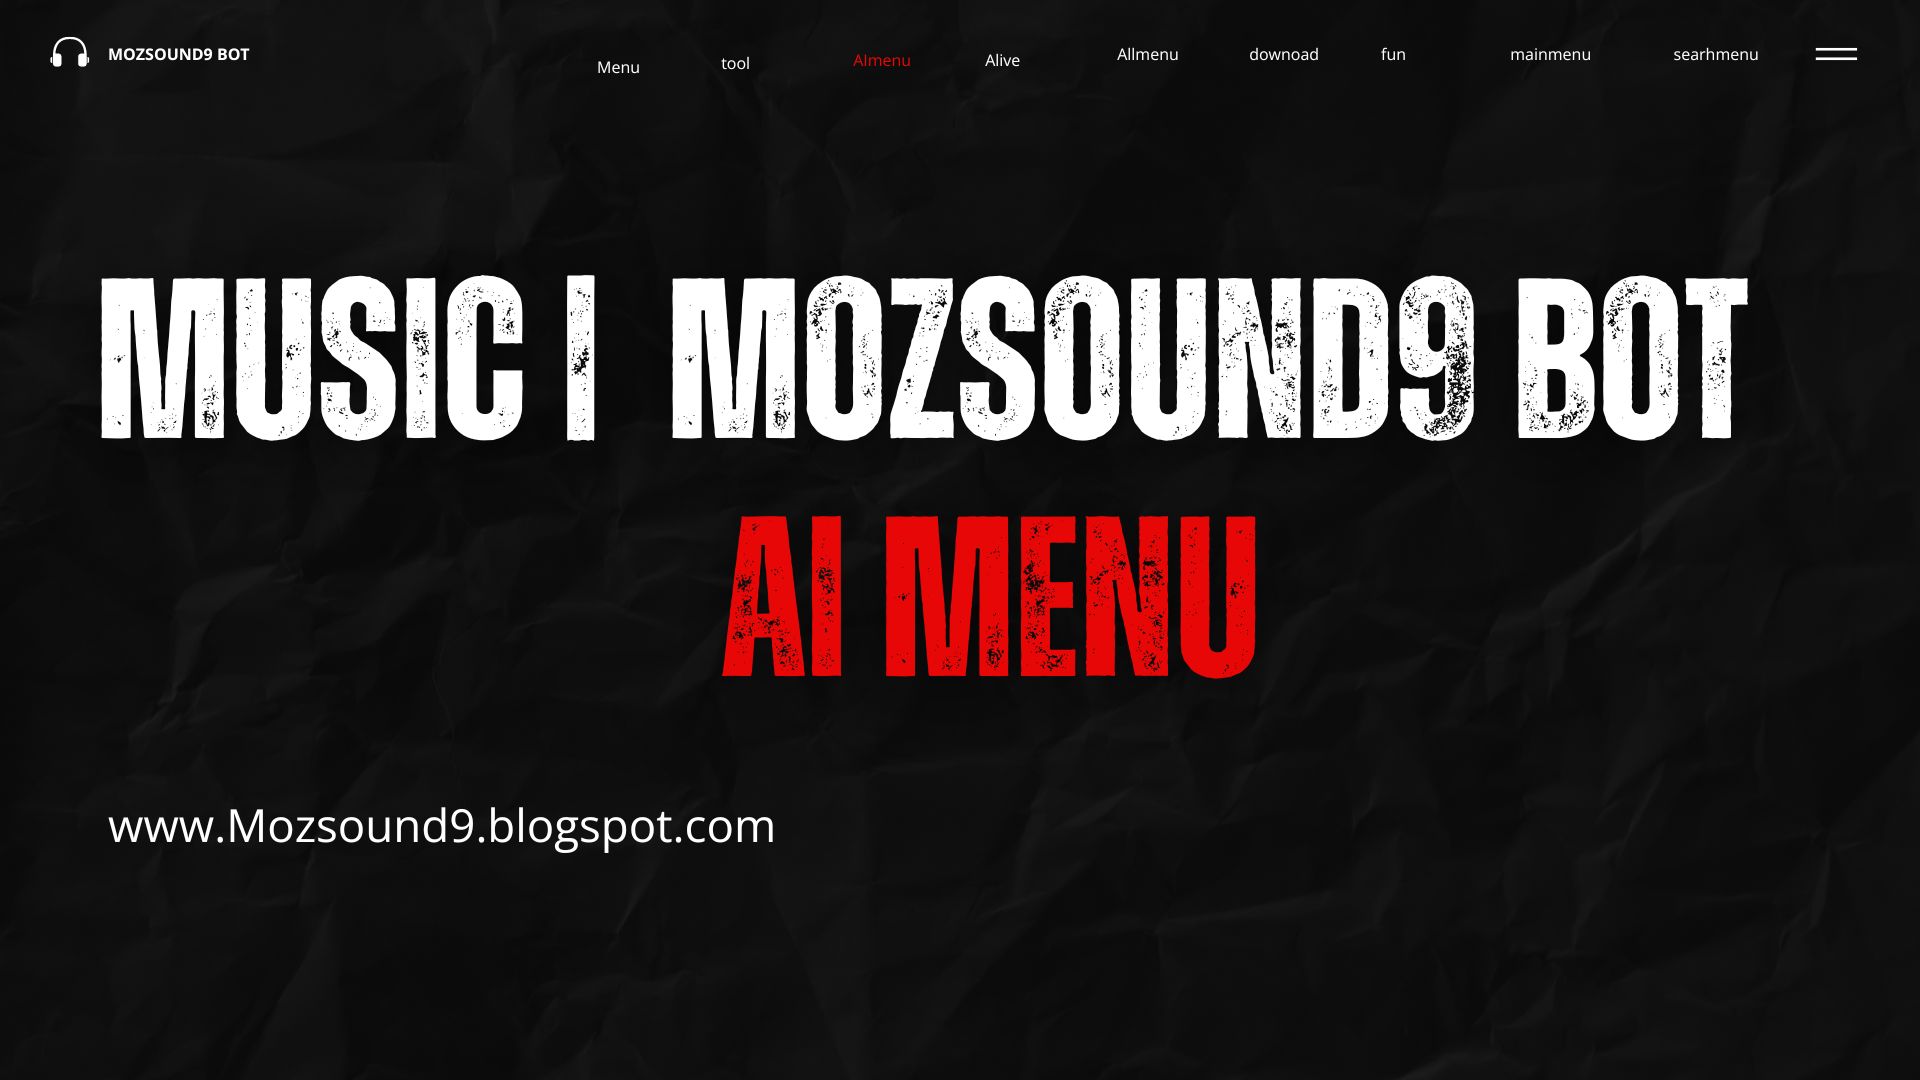 MOZSOUND9 BOT
Menu tool AImenu Alive Allmenu downoad fun mainmenu searhmenu
MUSIC | MOZSOUND9 BOT
AI MENU
www.Mozsound9.blogspot.com